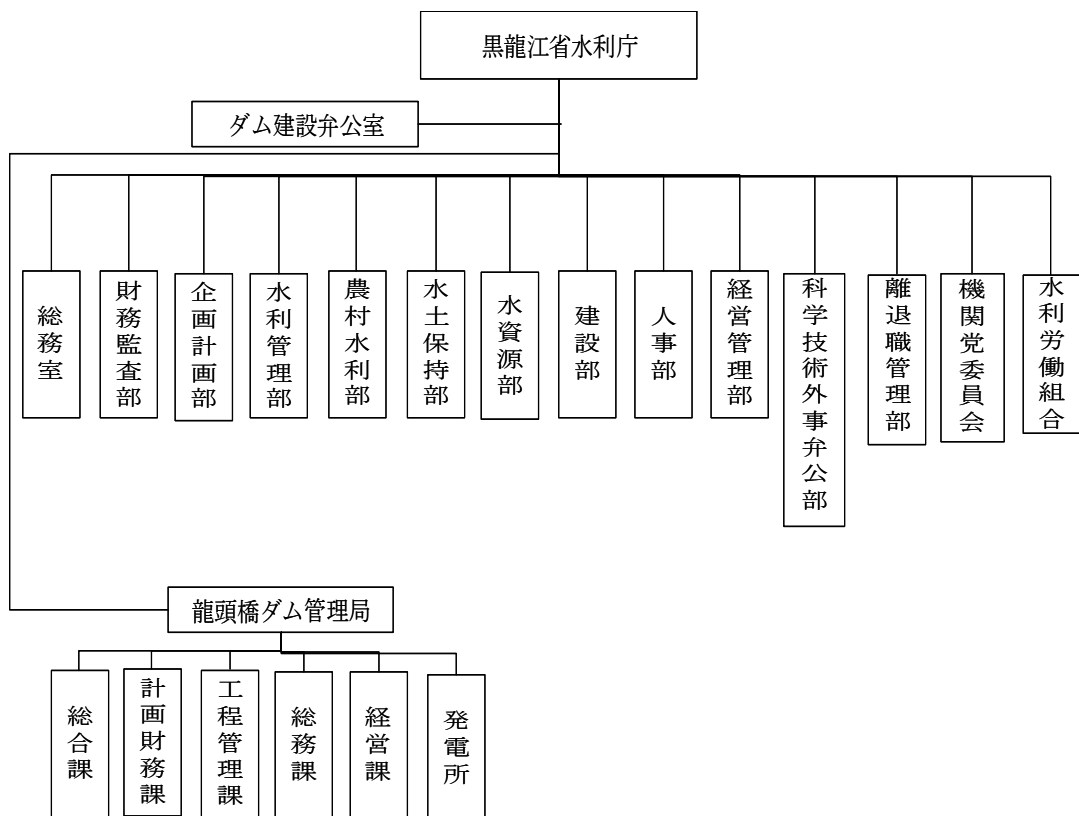 黒龍江省水利庁
ダム建設弁公室
総務室
財務監査部
企画計画部
水利管理部
農村水利部
水土保持部
水資源部
建設部
人事部
経営管理部
科学技術外事弁公部
離退職管理部
機関党委員会
水利労働組合
龍頭橋ダム管理局
総合課
計画財務課
工程管理課
総務課
経営課
発電所